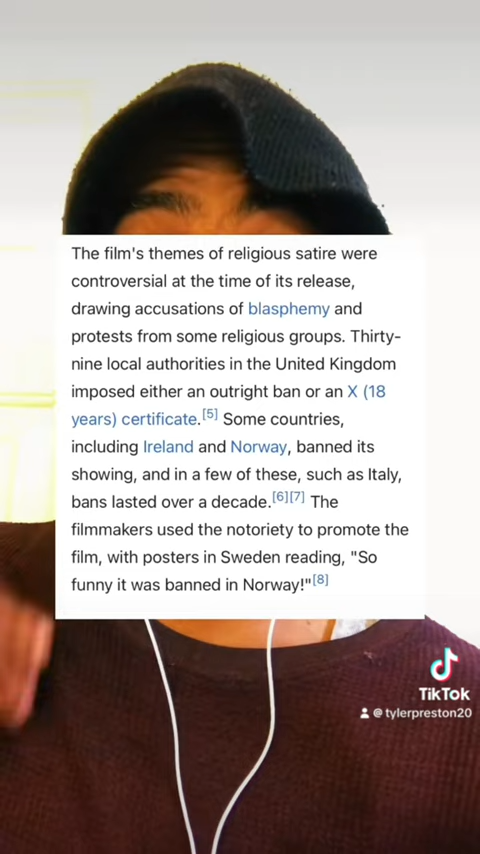 The film's themes of religious satire were
controversial at the time of its release,
drawing accusations of blasphemy and
protests from some religious groups. Thirty-
nine local authorities in the United Kingdom
imposed either an outright ban or an X (18
years) certificate.[5] Some countries,
including Ireland and Norway, banned its
showing, and in a few of these, such as Italy,
bans lasted over a decade.[6][7] The
filmmakers used the notoriety to promote the
film, with posters in Sweden reading, "So
funny it was banned in Norway!"[8]
TikTok
@tylerpreston20